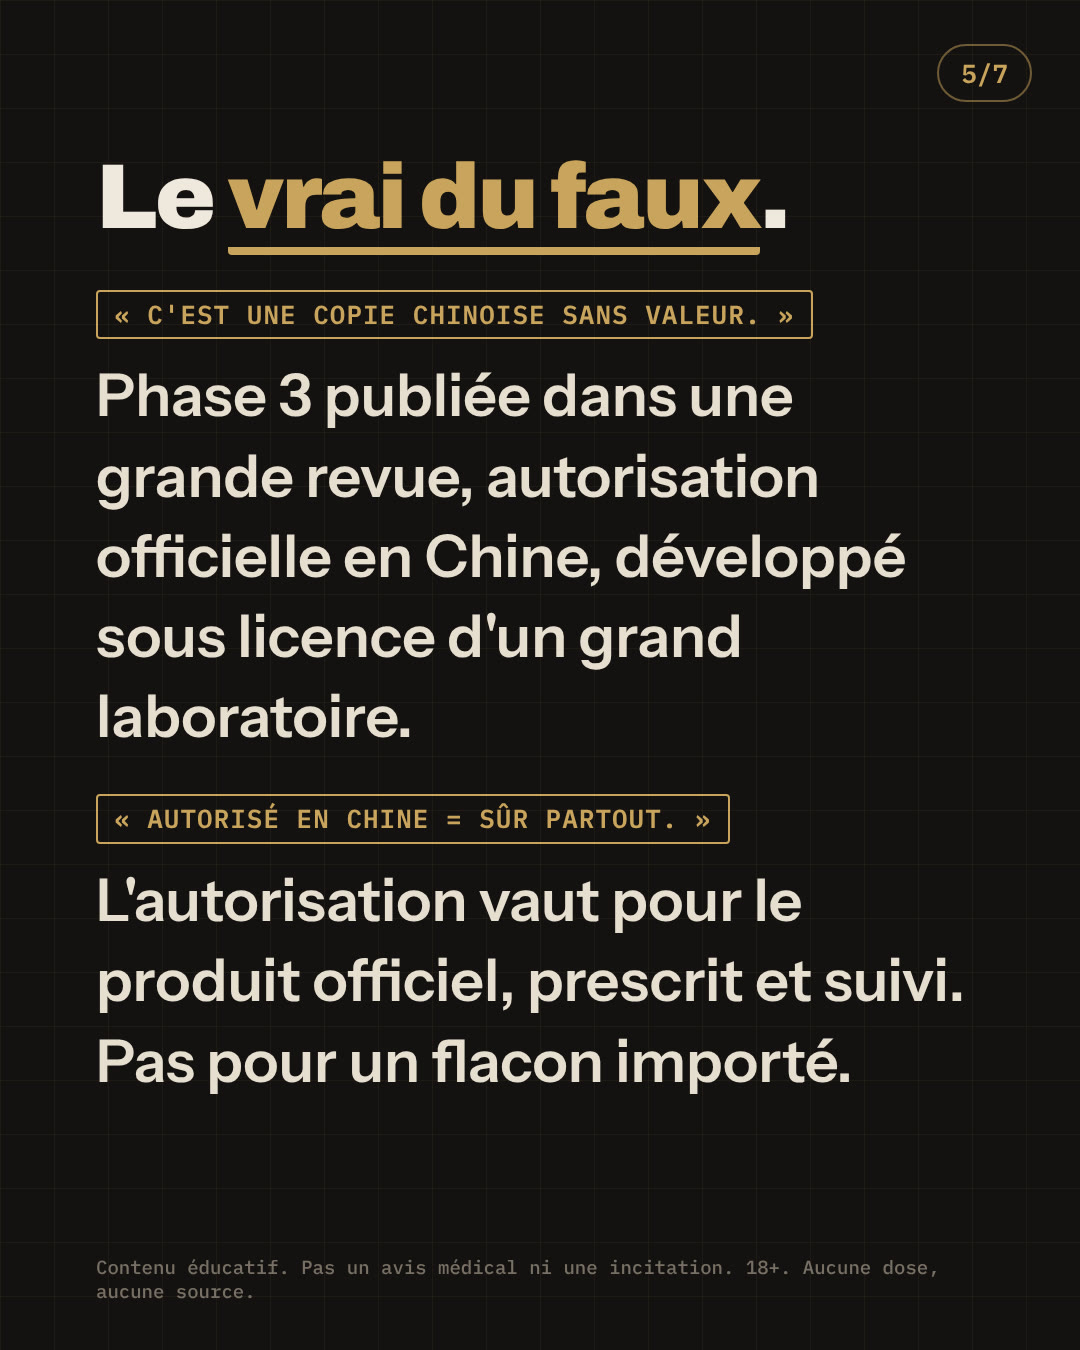 5/7
Le vrai du faux.
« C'EST UNE COPIE CHINOISE SANS VALEUR. »
Phase 3 publiée dans une
grande revue, autorisation
officielle en Chine, développé
sous licence d'un grand
laboratoire.
« AUTORISÉ EN CHINE = SÛR PARTOUT. »
L'autorisation vaut pour le
produit officiel, prescrit et suivi.
Pas pour un flacon importé.
Contenu éducatif. Pas un avis médical ni une incitation. 18+. Aucune dose,
aucune source.